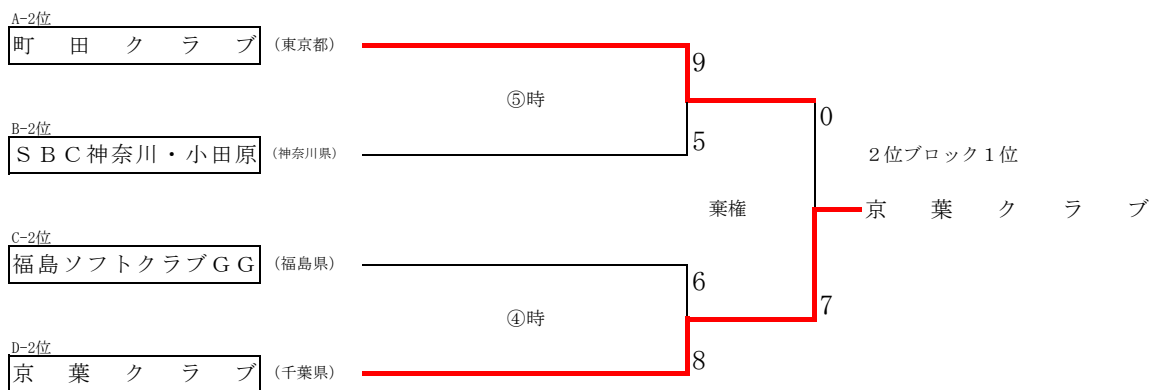 A-2位
町田クラブ (東京都)
9
⑤時
0
B-2位
5
SBC神奈川・小田原 (神奈川県)
2位ブロック1位
棄権
京葉クラブ
C-2位
福島ソフトクラブGG (福島県)
6
7
④時
D-2位
8
京葉クラブ (千葉県)